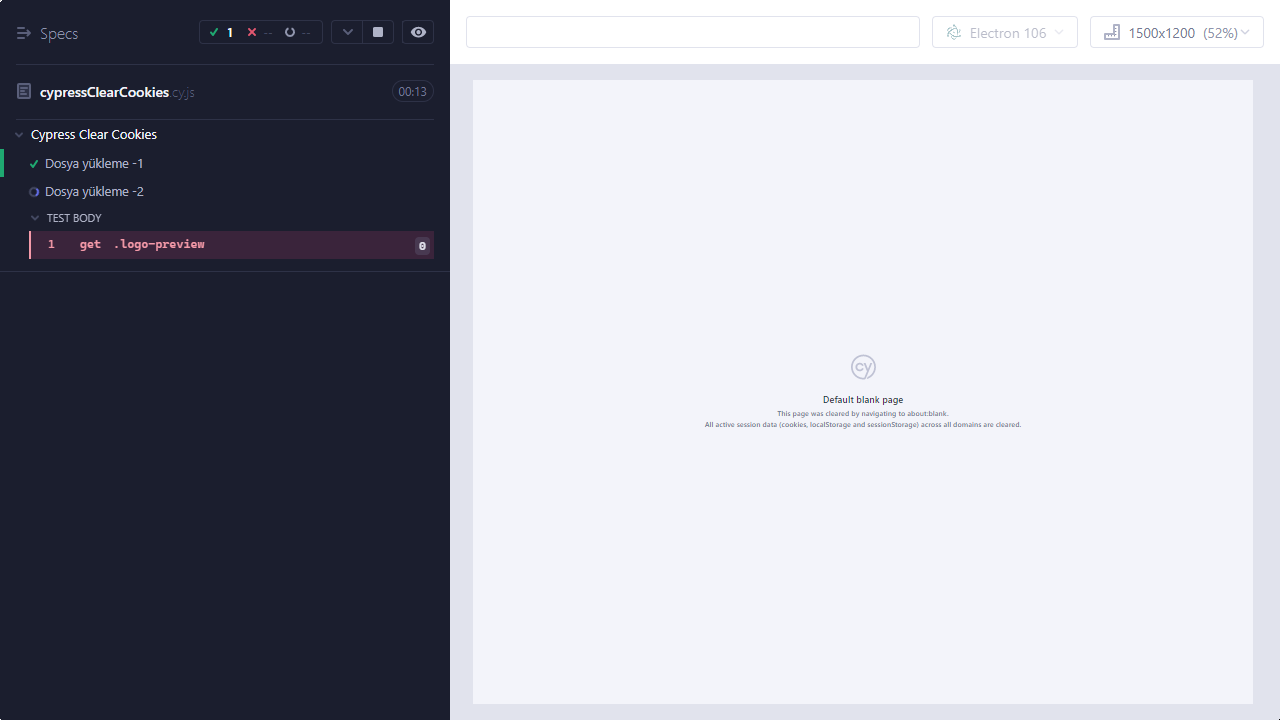 Specs
1
--
--
cypressClearCookies.cy.js
00:13
Cypress Clear Cookies
Dosya yükleme -1
Dosya yükleme -2
TEST BODY
1 get .logo-preview 0
Electron 106
1500x1200 (52%)
cy
Default blank page
This page was cleared by navigating to about:blank.
All active session data (cookies, localStorage and sessionStorage) across all domains are cleared.